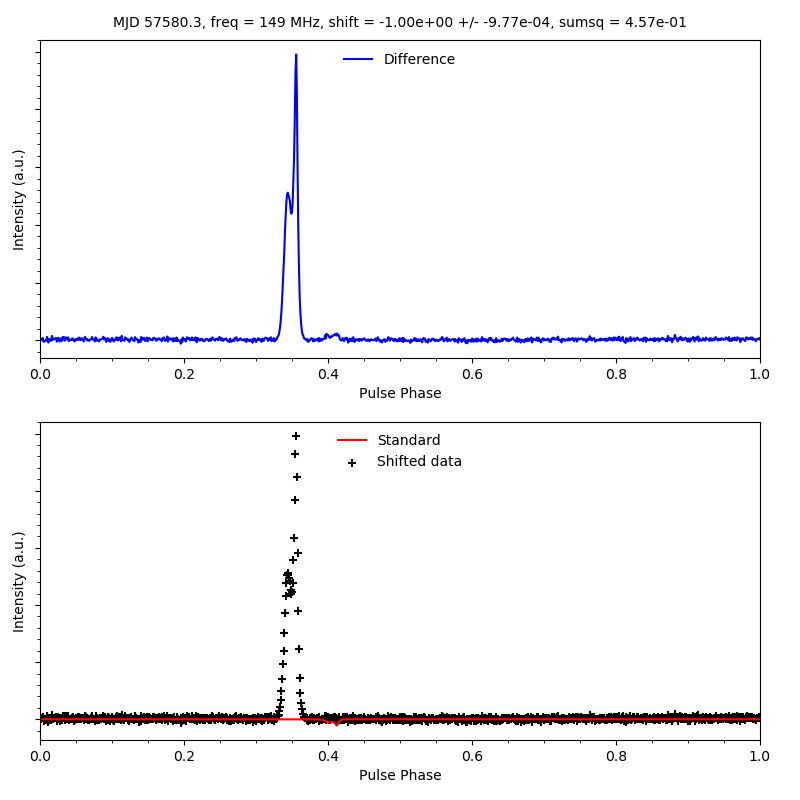 MJD 57580.3, freq = 149 MHz, shift = -1.00e+00 +/- -9.77e-04, sumsq = 4.57e-01
Difference
Intensity (a.u.)
0.0 0.2 0.4 0.6 0.8 1.0
Pulse Phase
Standard
Shifted data
Intensity (a.u.)
0.0 0.2 0.4 0.6 0.8 1.0
Pulse Phase